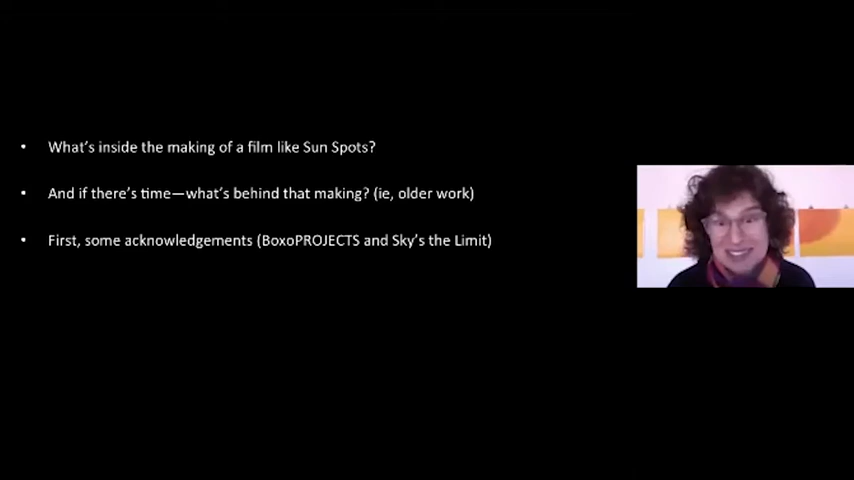 • What's inside the making of a film like Sun Spots?
• And if there's time—what's behind that making? (ie, older work)
• First, some acknowledgements (BoxoPROJECTS and Sky's the Limit)